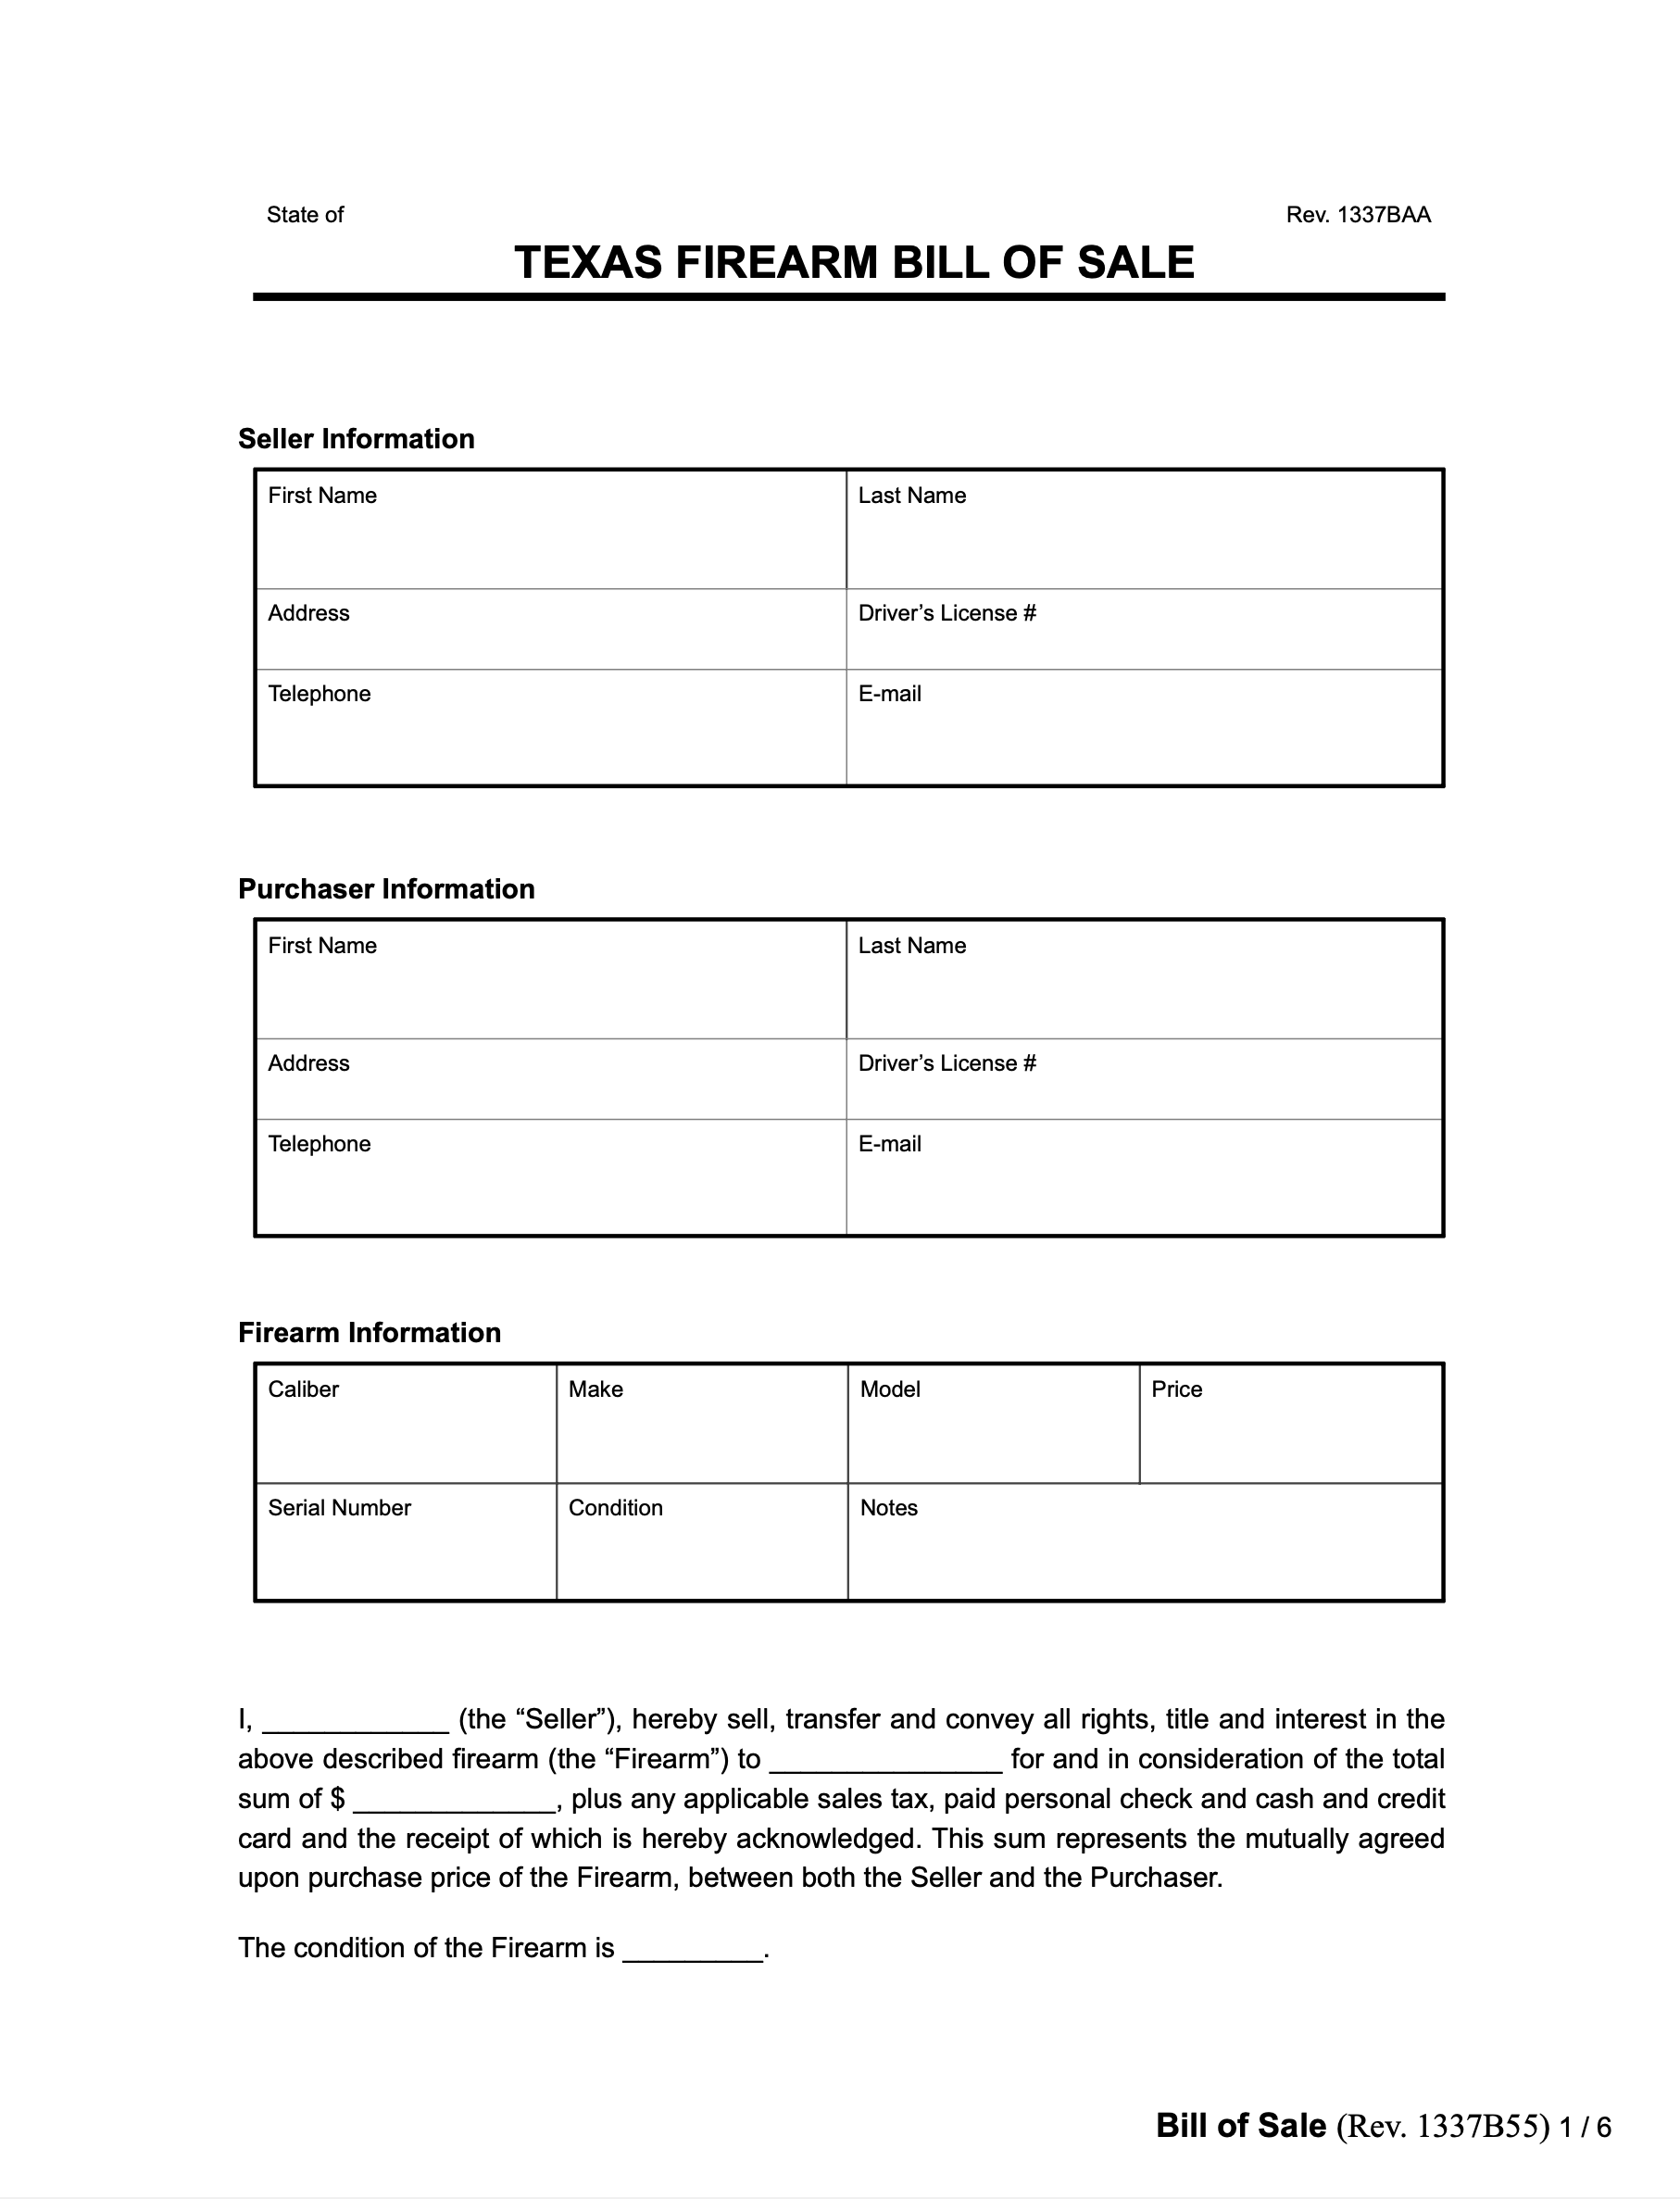 State of Rev. 1337BAA
TEXAS FIREARM BILL OF SALE
Seller Information
First Name Last Name
Address Driver’s License #
Telephone E-mail
Purchaser Information
First Name Last Name
Address Driver’s License #
Telephone E-mail
Firearm Information
Caliber Make Model Price
Serial Number Condition Notes
I, ____________ (the “Seller”), hereby sell, transfer and convey all rights, title and interest in the
above described firearm (the “Firearm”) to _______________ for and in consideration of the total
sum of $ _____________, plus any applicable sales tax, paid personal check and cash and credit
card and the receipt of which is hereby acknowledged. This sum represents the mutually agreed
upon purchase price of the Firearm, between both the Seller and the Purchaser.
The condition of the Firearm is _________.
Bill of Sale (Rev. 1337B55) 1 / 6